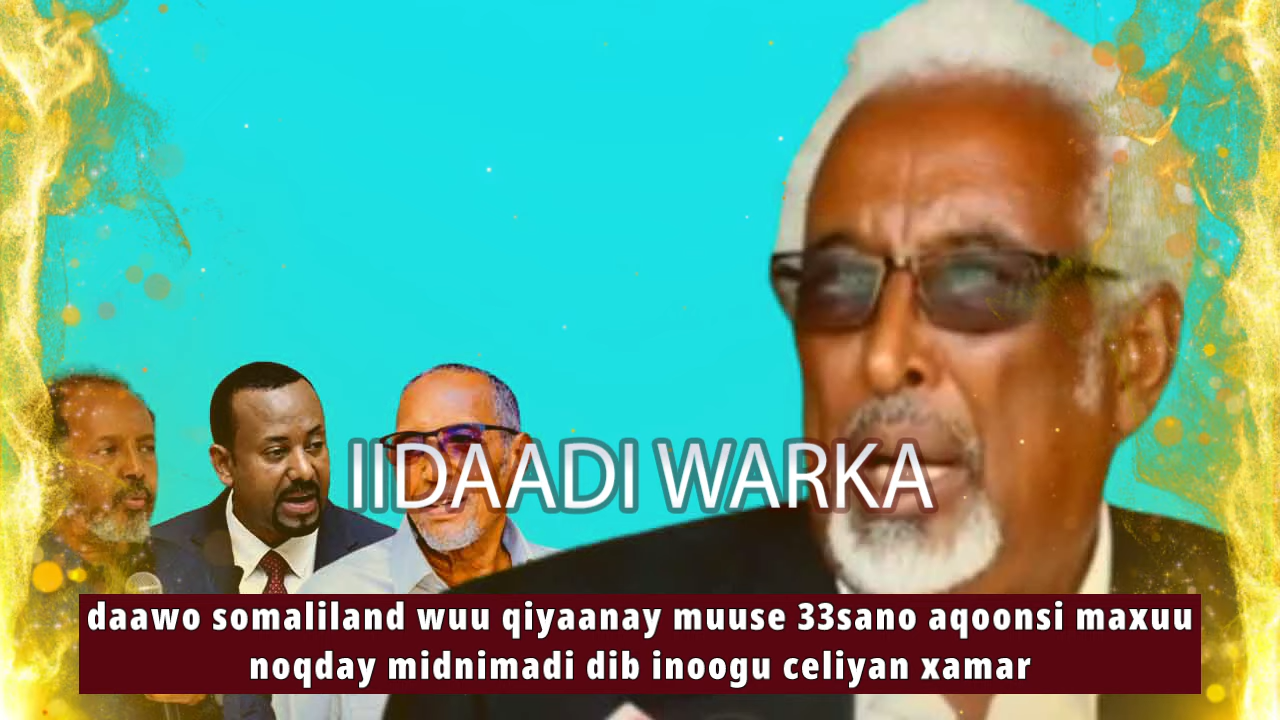 IIDAADI WARKA
daawo somaliland wuu qiyaanay muuse 33sano aqoonsi maxuu
noqday midnimadi dib inoogu celiyan xamar